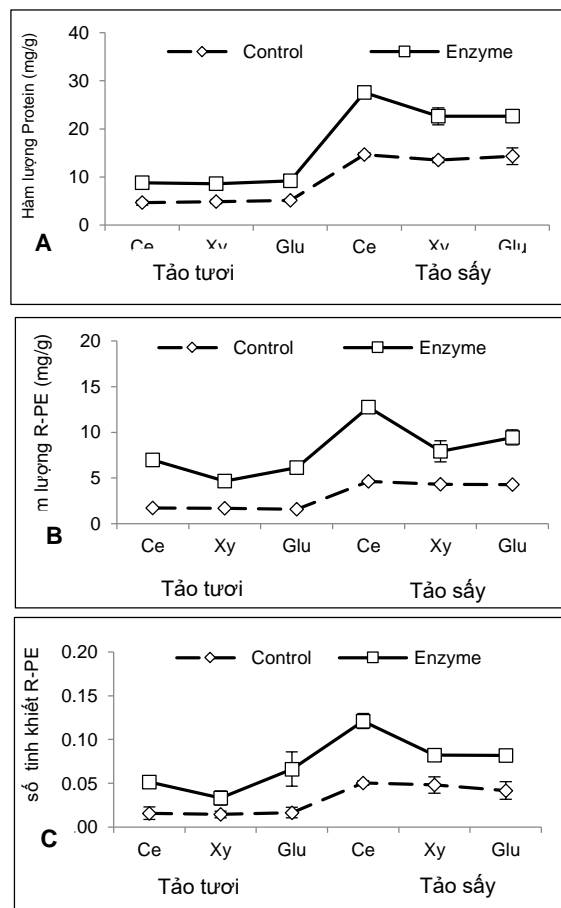 Control Enzyme
Hàm lượng Protein (mg/g)
40
30
20
10
0
A
Ce Xy Glu Ce Xy Glu
Tảo tươi Tảo sấy
Control Enzyme
m lượng R-PE (mg/g)
20
15
10
5
0
B
Ce Xy Glu Ce Xy Glu
Tảo tươi Tảo sấy
Control Enzyme
số tinh khiết R-PE
0.20
0.15
0.10
0.05
.00
C
Ce Xy Glu Ce Xy Glu
Tảo tươi Tảo sấy